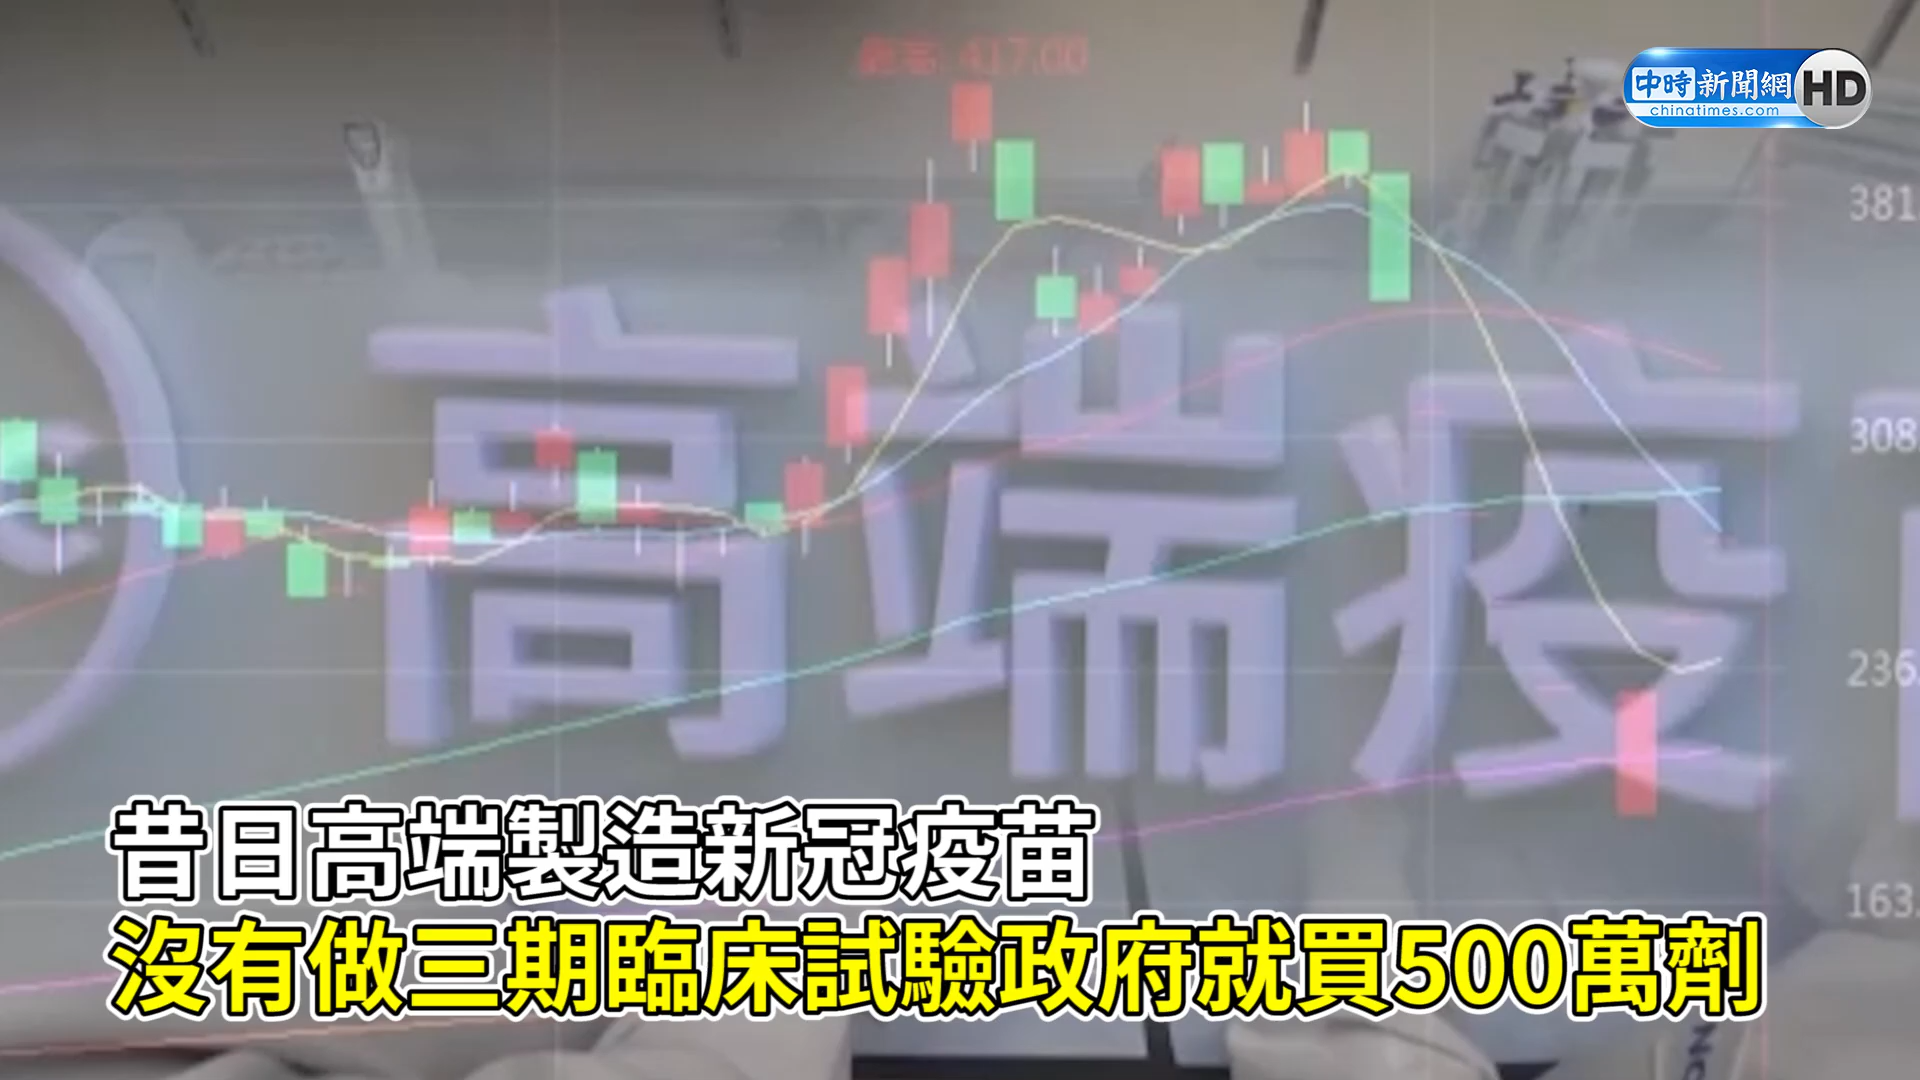 最高 417.00
中時新聞網 HD
chinatimes.com
381
308
236
163
高端疫
昔日高端製造新冠疫苗
沒有做三期臨床試驗政府就買500萬劑